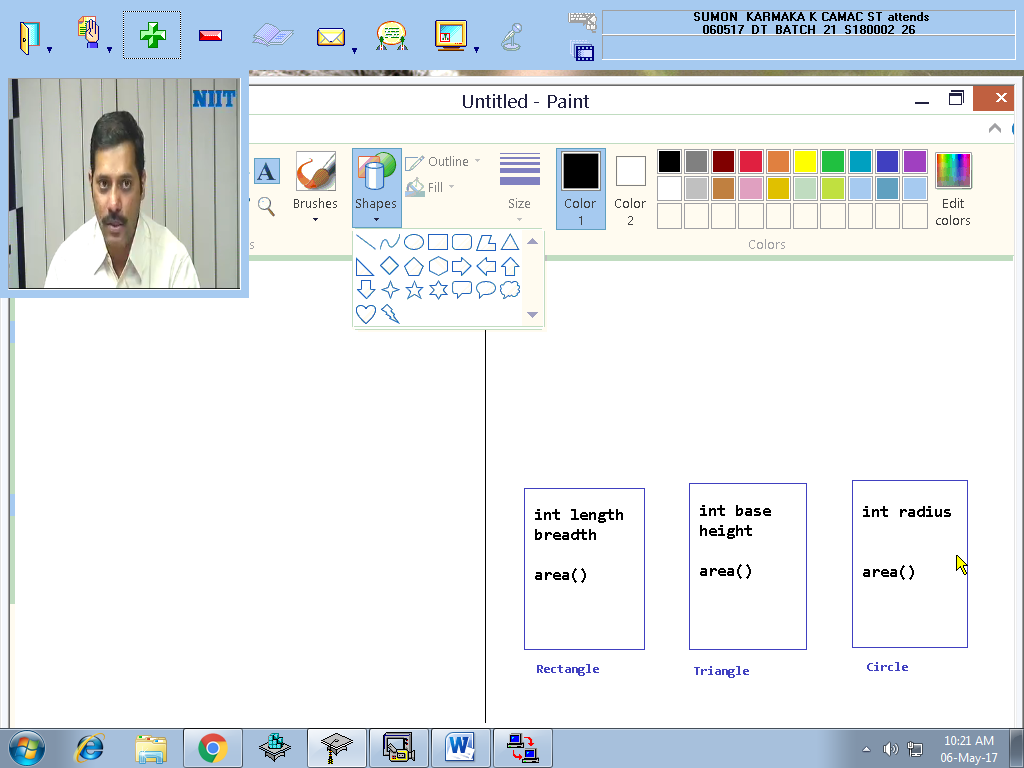 SUMON KARMAKA K CAMAC ST attends
060517 DT BATCH 21 S180002 26
NIIT
Untitled - Paint
A
Outline
Fill
Brushes
Shapes
Size
Color
1
Color
2
Edit
colors
s
Colors
int length
breadth
area()
int base
height
area()
int radius
area()
Rectangle
Triangle
Circle
W
10:21 AM
06-May-17